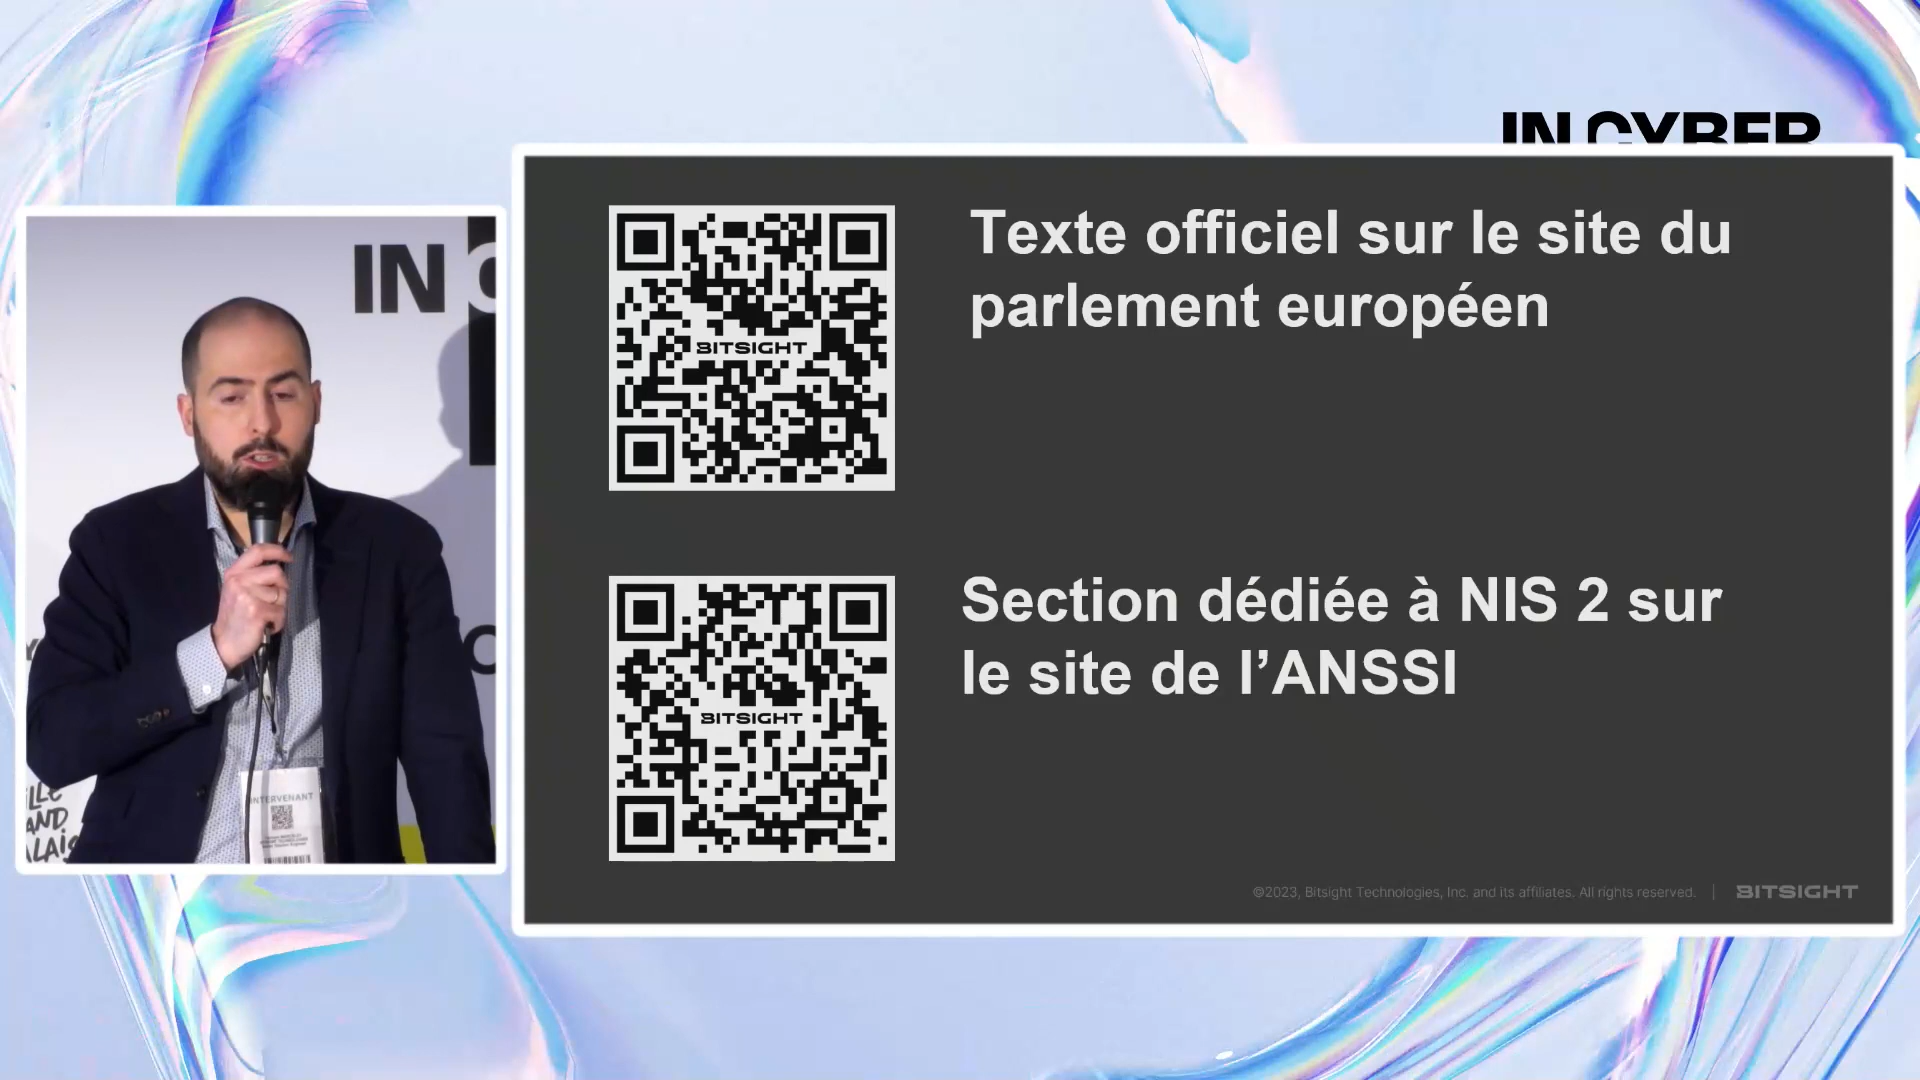 IN CYBER
IN C
Texte officiel sur le site du
parlement européen
BITSIGHT
Section dédiée à NIS 2 sur
le site de l’ANSSI
BITSIGHT
INTERVENANT
©2023, Bitsight Technologies, Inc. and its affiliates. All rights reserved. | BITSIGHT